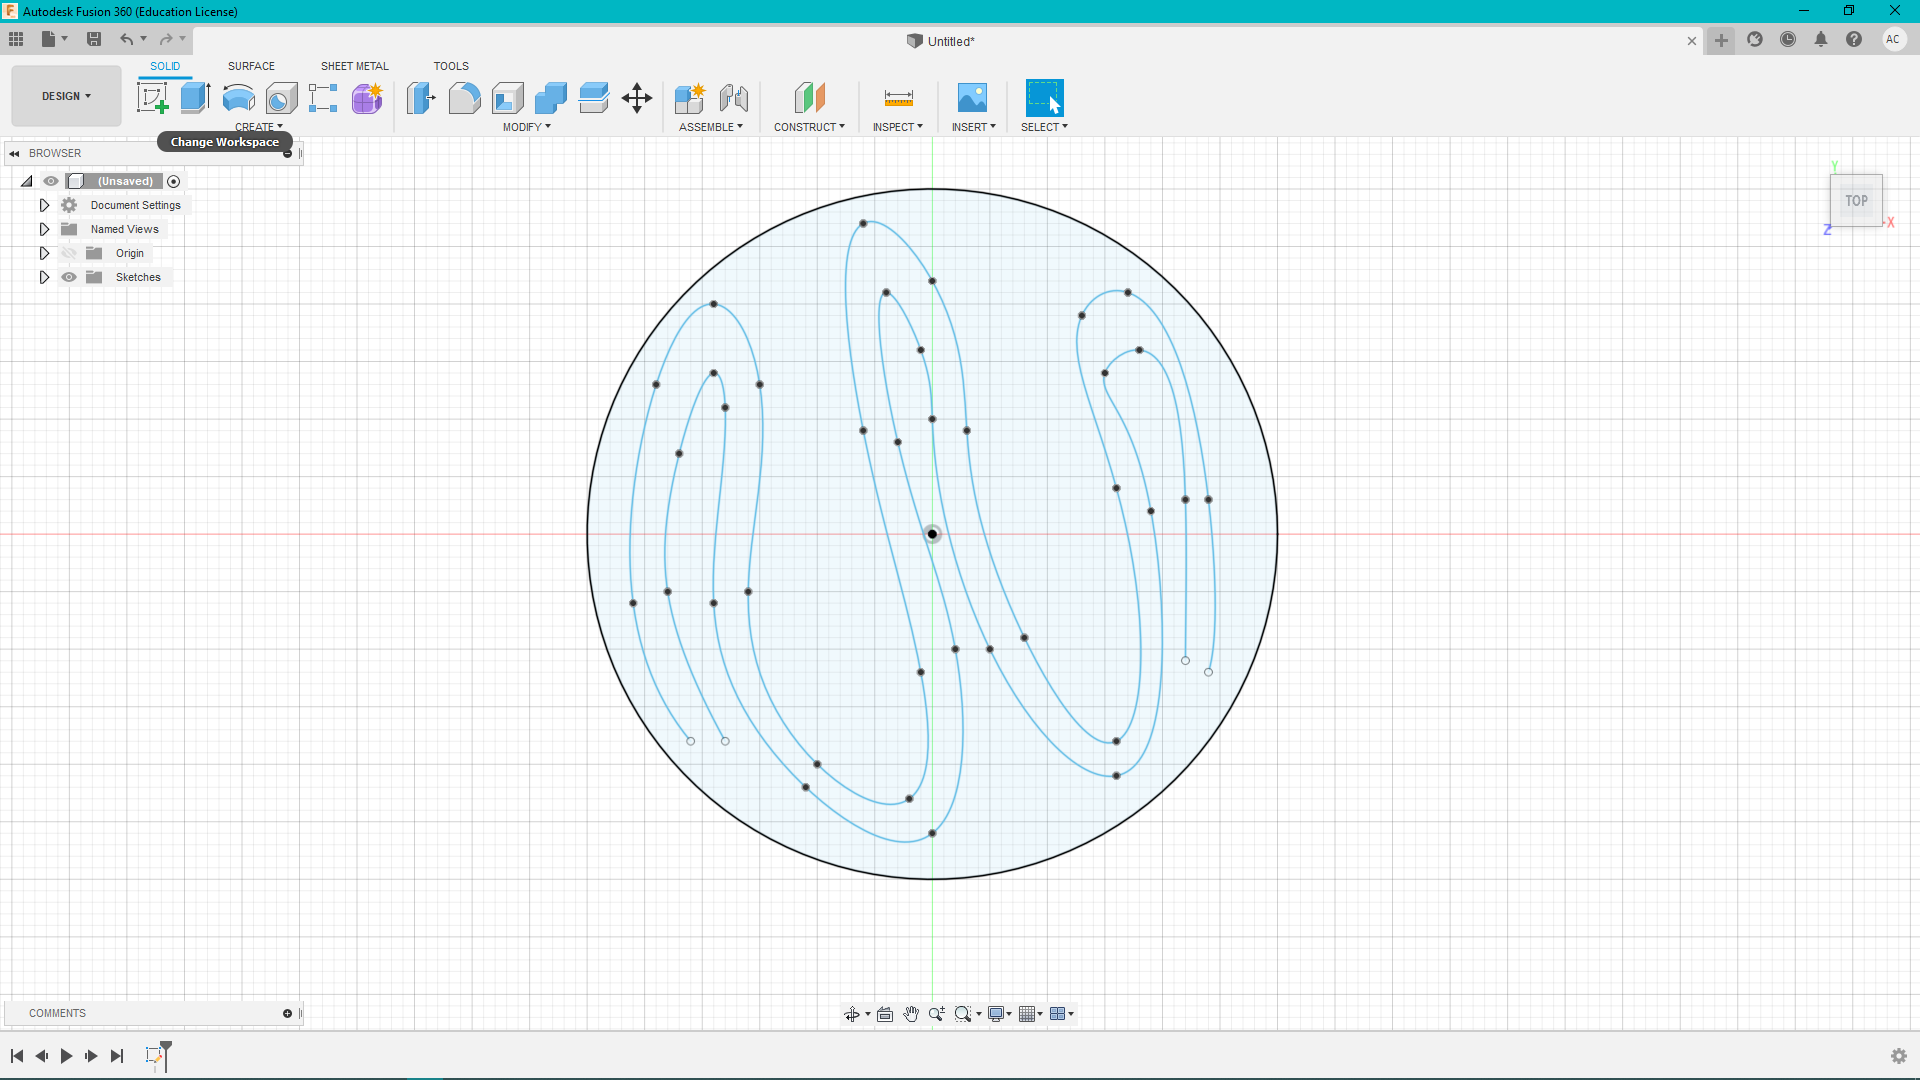 Autodesk Fusion 360 (Education License)
Untitled*
AC
DESIGN
SOLID
SURFACE
SHEET METAL
TOOLS
CREATE
MODIFY
ASSEMBLE
CONSTRUCT
INSPECT
INSERT
SELECT
Change Workspace
BROWSER
(Unsaved)
Document Settings
Named Views
Origin
Sketches
Y
TOP
X
Z
COMMENTS